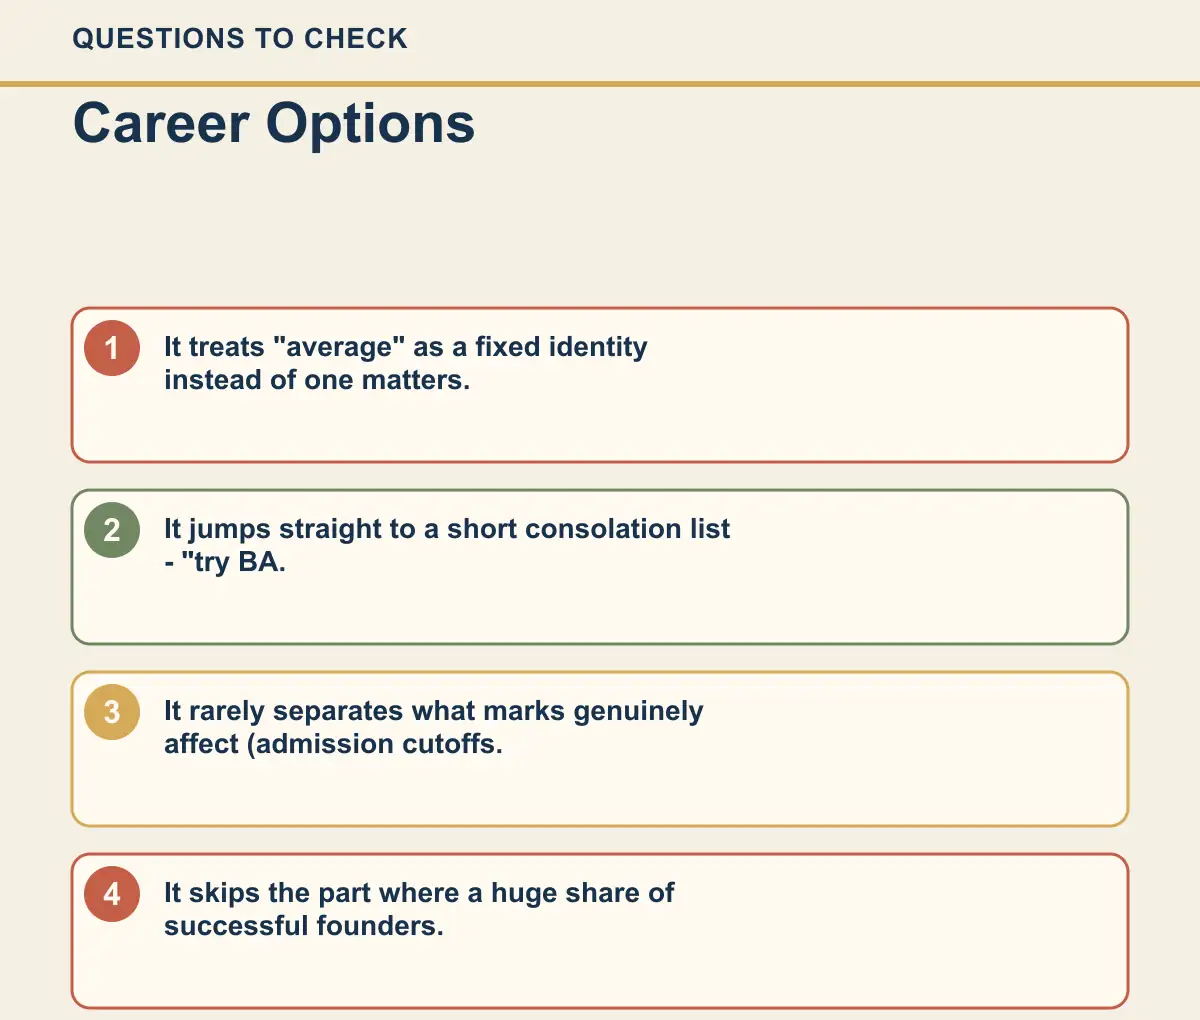 QUESTIONS TO CHECK
Career Options
1
It treats "average" as a fixed identity
instead of one matters.
2
It jumps straight to a short consolation list
- "try BA.
3
It rarely separates what marks genuinely
affect (admission cutoffs.
4
It skips the part where a huge share of
successful founders.